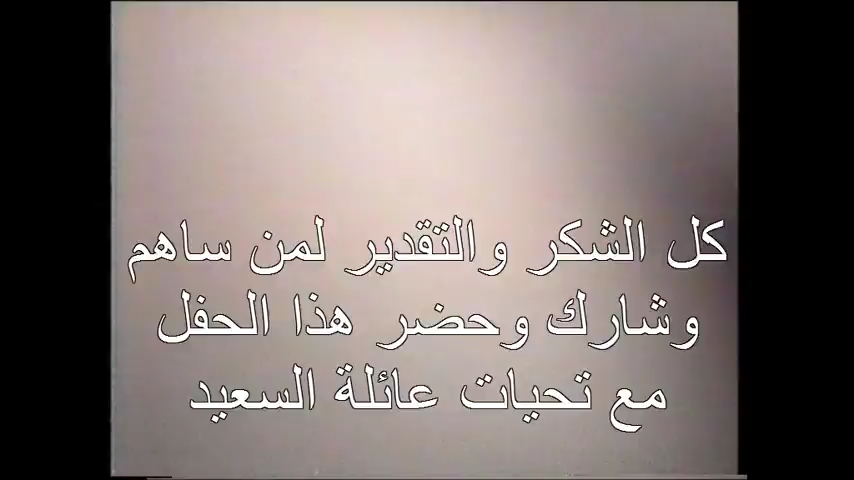 كل الشكر والتقدير لمن ساهم
وشارك وحضر هذا الحفل
مع تحيات عائلة السعيد